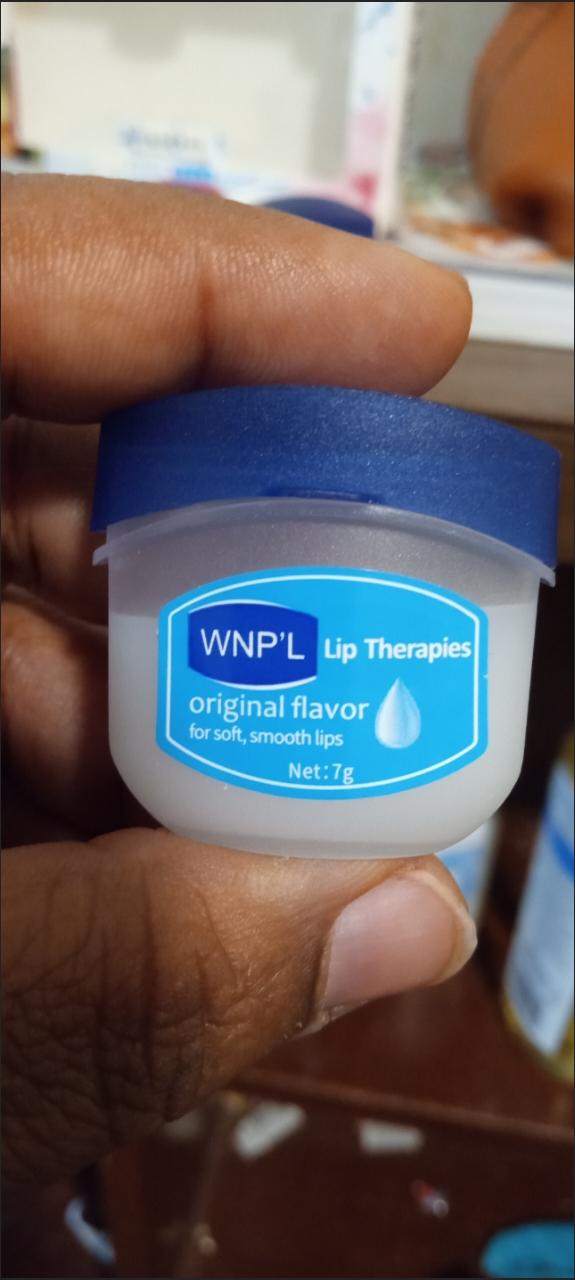 WNP'L Lip Therapies
original flavor
for soft, smooth lips
Net:7g